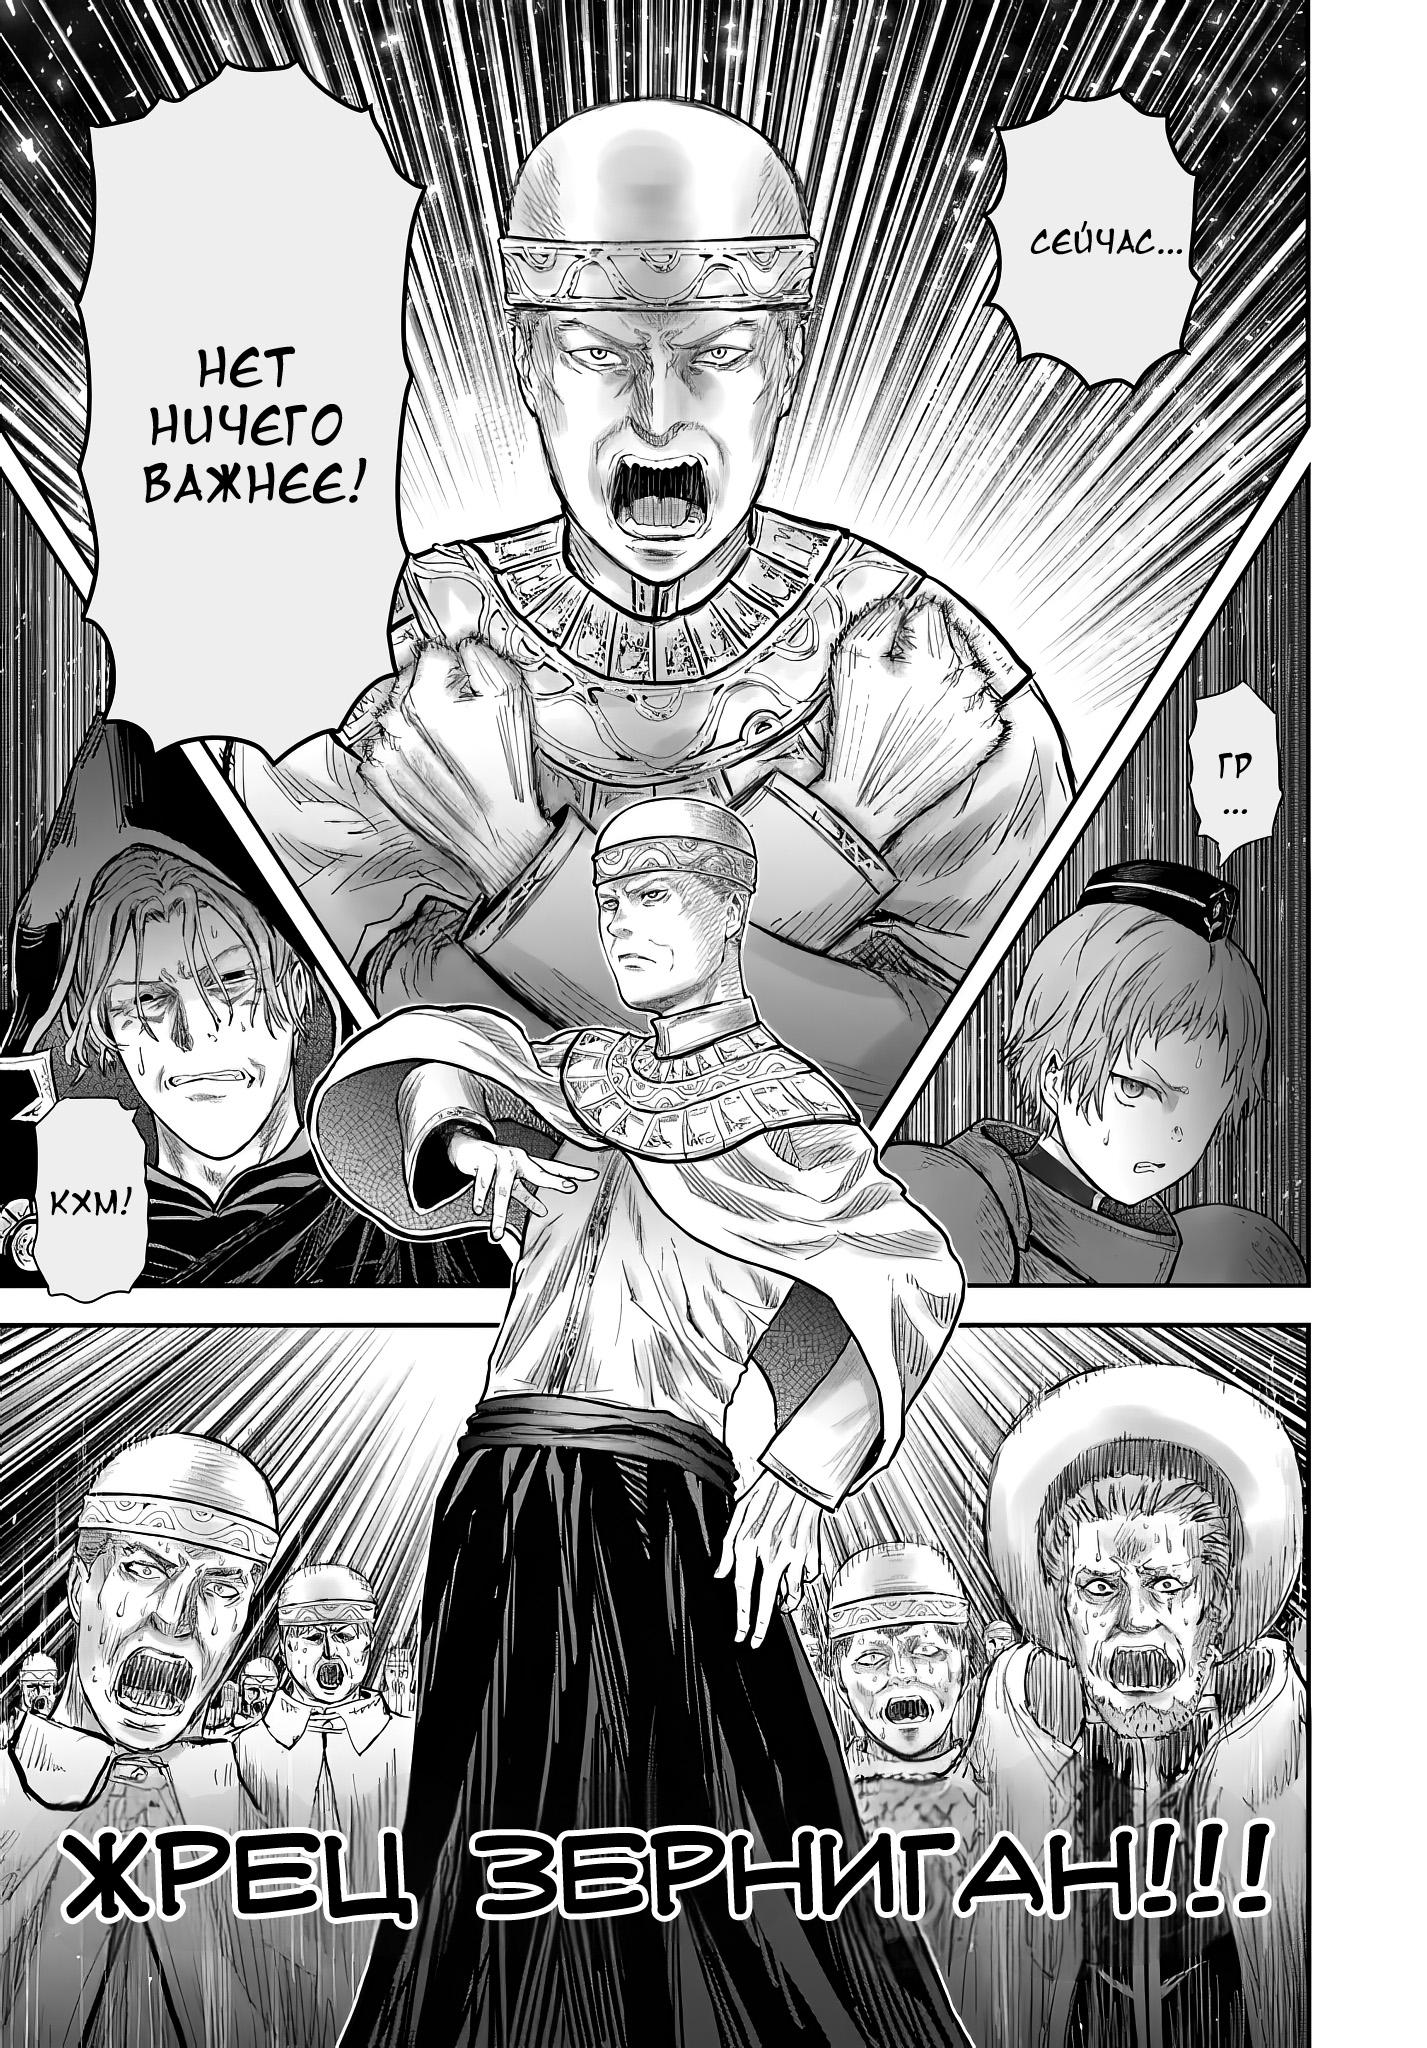 СЕЙЧАС...
НЕТ
НИЧЕГО
ВАЖНЕЕ!
ГР
...
КХМ!
ЖРЕЦ ЗЕРНИГАН!!!